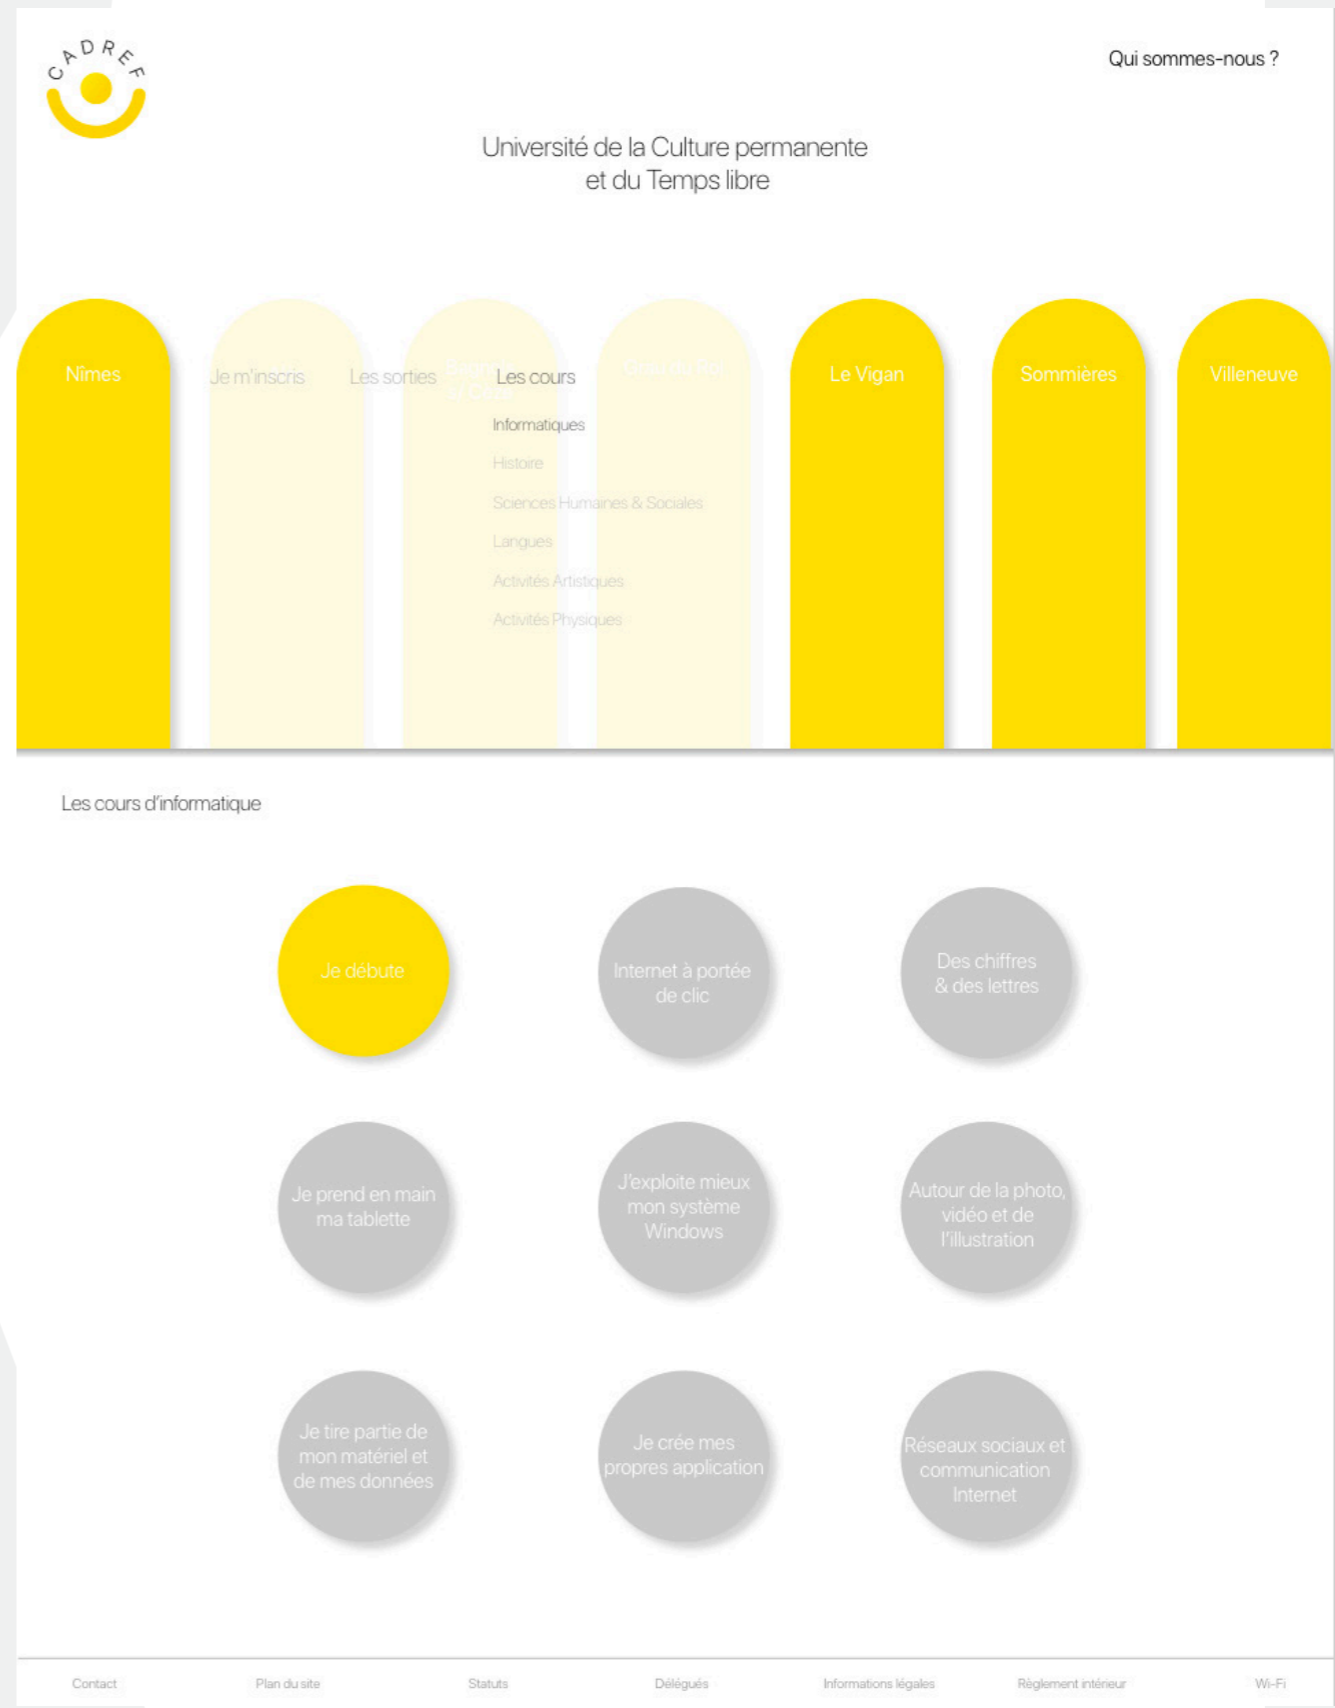 CADREF
Qui sommes-nous ?
Université de la Culture permanente
et du Temps libre
Nîmes
Je m'inscris
Les sorties
Les cours
Grau du Roi
Le Vigan
Sommières
Villeneuve
Informatiques
Histoire
Sciences Humaines & Sociales
Langues
Activités Artistiques
Activités Physiques
Les cours d'informatique
Je débute
Internet à portée
de clic
Des chiffres
& des lettres
Je prend en main
ma tablette
J'exploite mieux
mon système
Windows
Autour de la photo,
vidéo et de
l'illustration
Je tire partie de
mon matériel et
de mes données
Je crée mes
propres application
Réseaux sociaux et
communication
Internet
Contact
Plan du site
Statuts
Délégués
Informations légales
Règlement intérieur
Wi-Fi